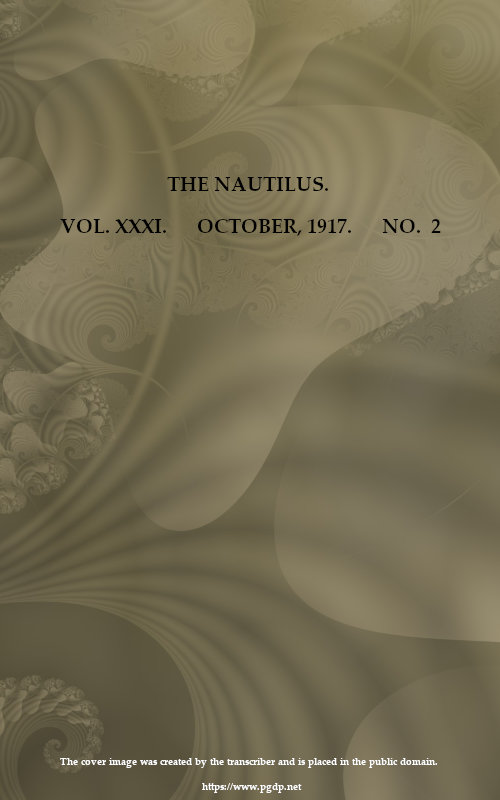 THE NAUTILUS.
VOL. XXXI. OCTOBER, 1917. NO. 2
The cover image was created by the transcriber and is placed in the public domain.
https://www.pgdp.net